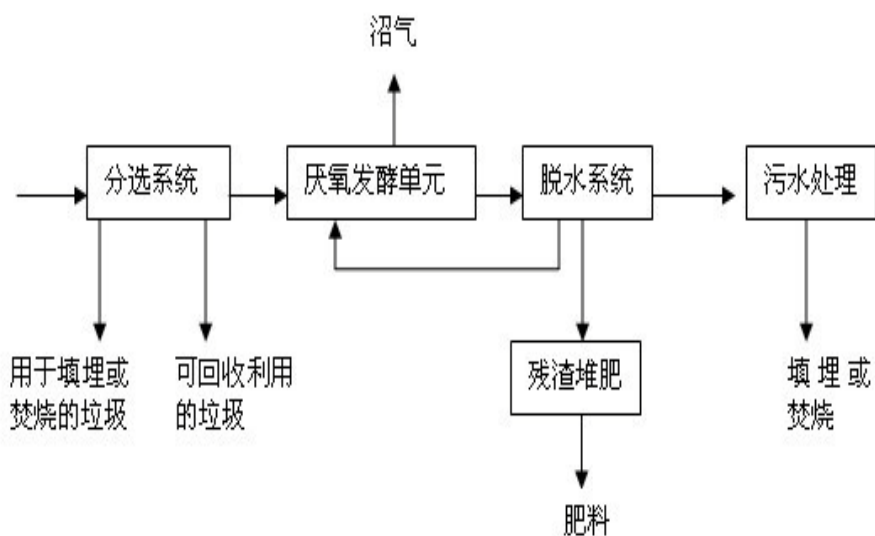 沼气
分选系统
厌氧发酵单元
脱水系统
污水处理
用于填埋或
焚烧的垃圾
可回收利用
的垃圾
残渣堆肥
填 埋 或
焚烧
肥料